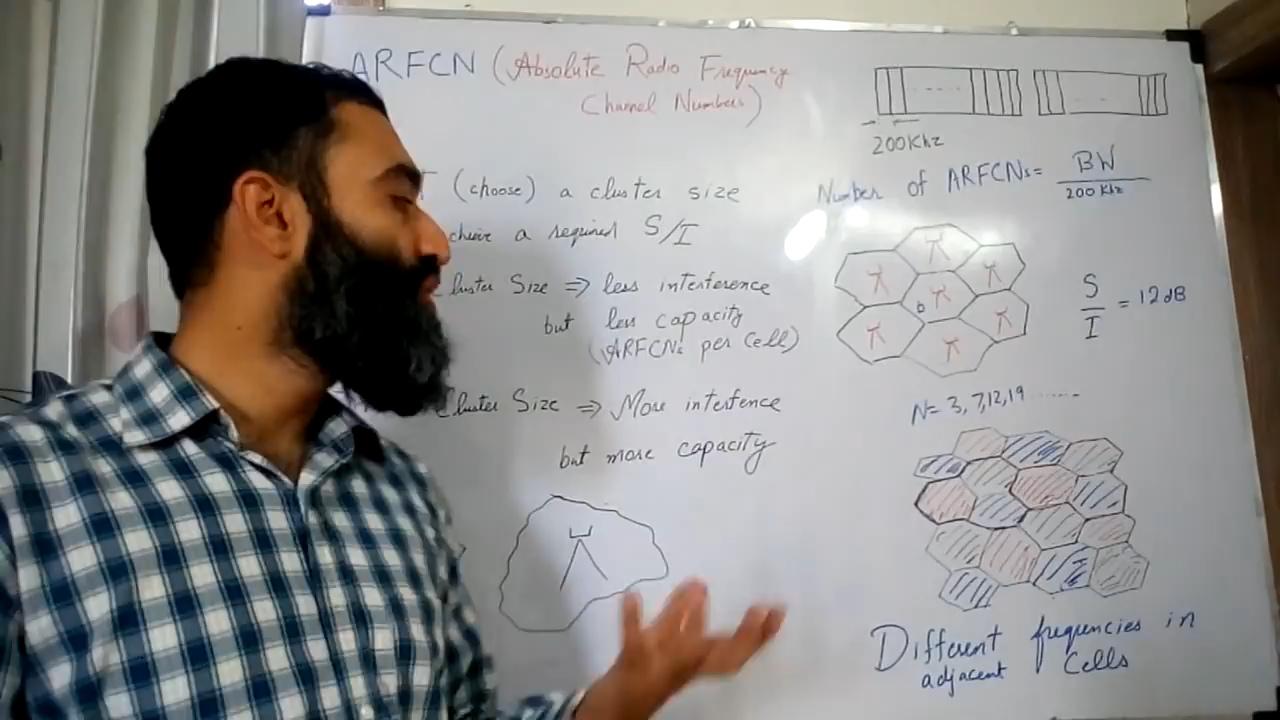 ARFCN (Absolute Radio Frequency
Channel Numbers)
(choose) a cluster size
a required S/I
Cluster Size => less interference
but less capacity
(ARFCNs per Cell)
Cluster Size => More interfence
but more capacity
200Khz
Number of ARFCNs = BW
200 Khz
S
I = 12dB
N= 3, 7, 12, 19 ......
Different frequencies in
adjacent Cells